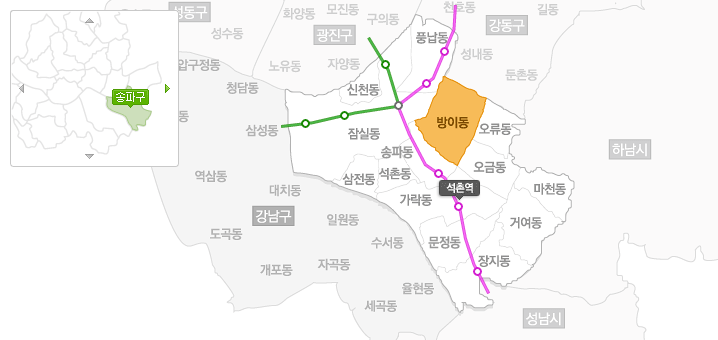 성동구
화양동
모진동
구의동
천호동
길동
성수동
광진구
풍납동
강동구
압구정동
노유동
자양동
성내동
둔촌동
청담동
신천동
송파구
방이동
오류동
삼성동
잠실동
송파동
하남시
역삼동
대치동
삼전동
석촌동
오금동
석촌역
마천동
강남구
일원동
가락동
거여동
도곡동
수서동
문정동
개포동
자곡동
장지동
율현동
세곡동
성남시